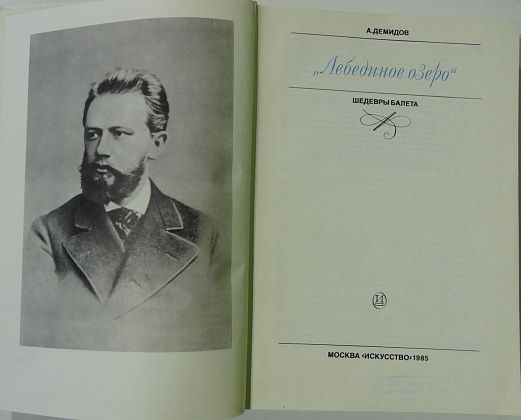 А.ДЕМИДОВ
„Лебединое озеро“
ШЕДЕВРЫ БАЛЕТА
И
МОСКВА «ИСКУССТВО» 1985